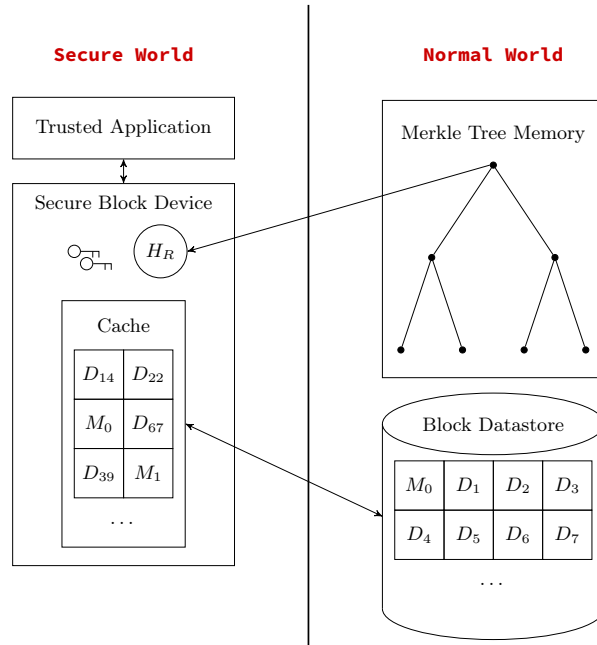 Secure World
Trusted Application
Secure Block Device
H_R
Cache
D_14 D_22
M_0 D_67
D_39 M_1
...
Normal World
Merkle Tree Memory
Block Datastore
M_0 D_1 D_2 D_3
D_4 D_5 D_6 D_7
...